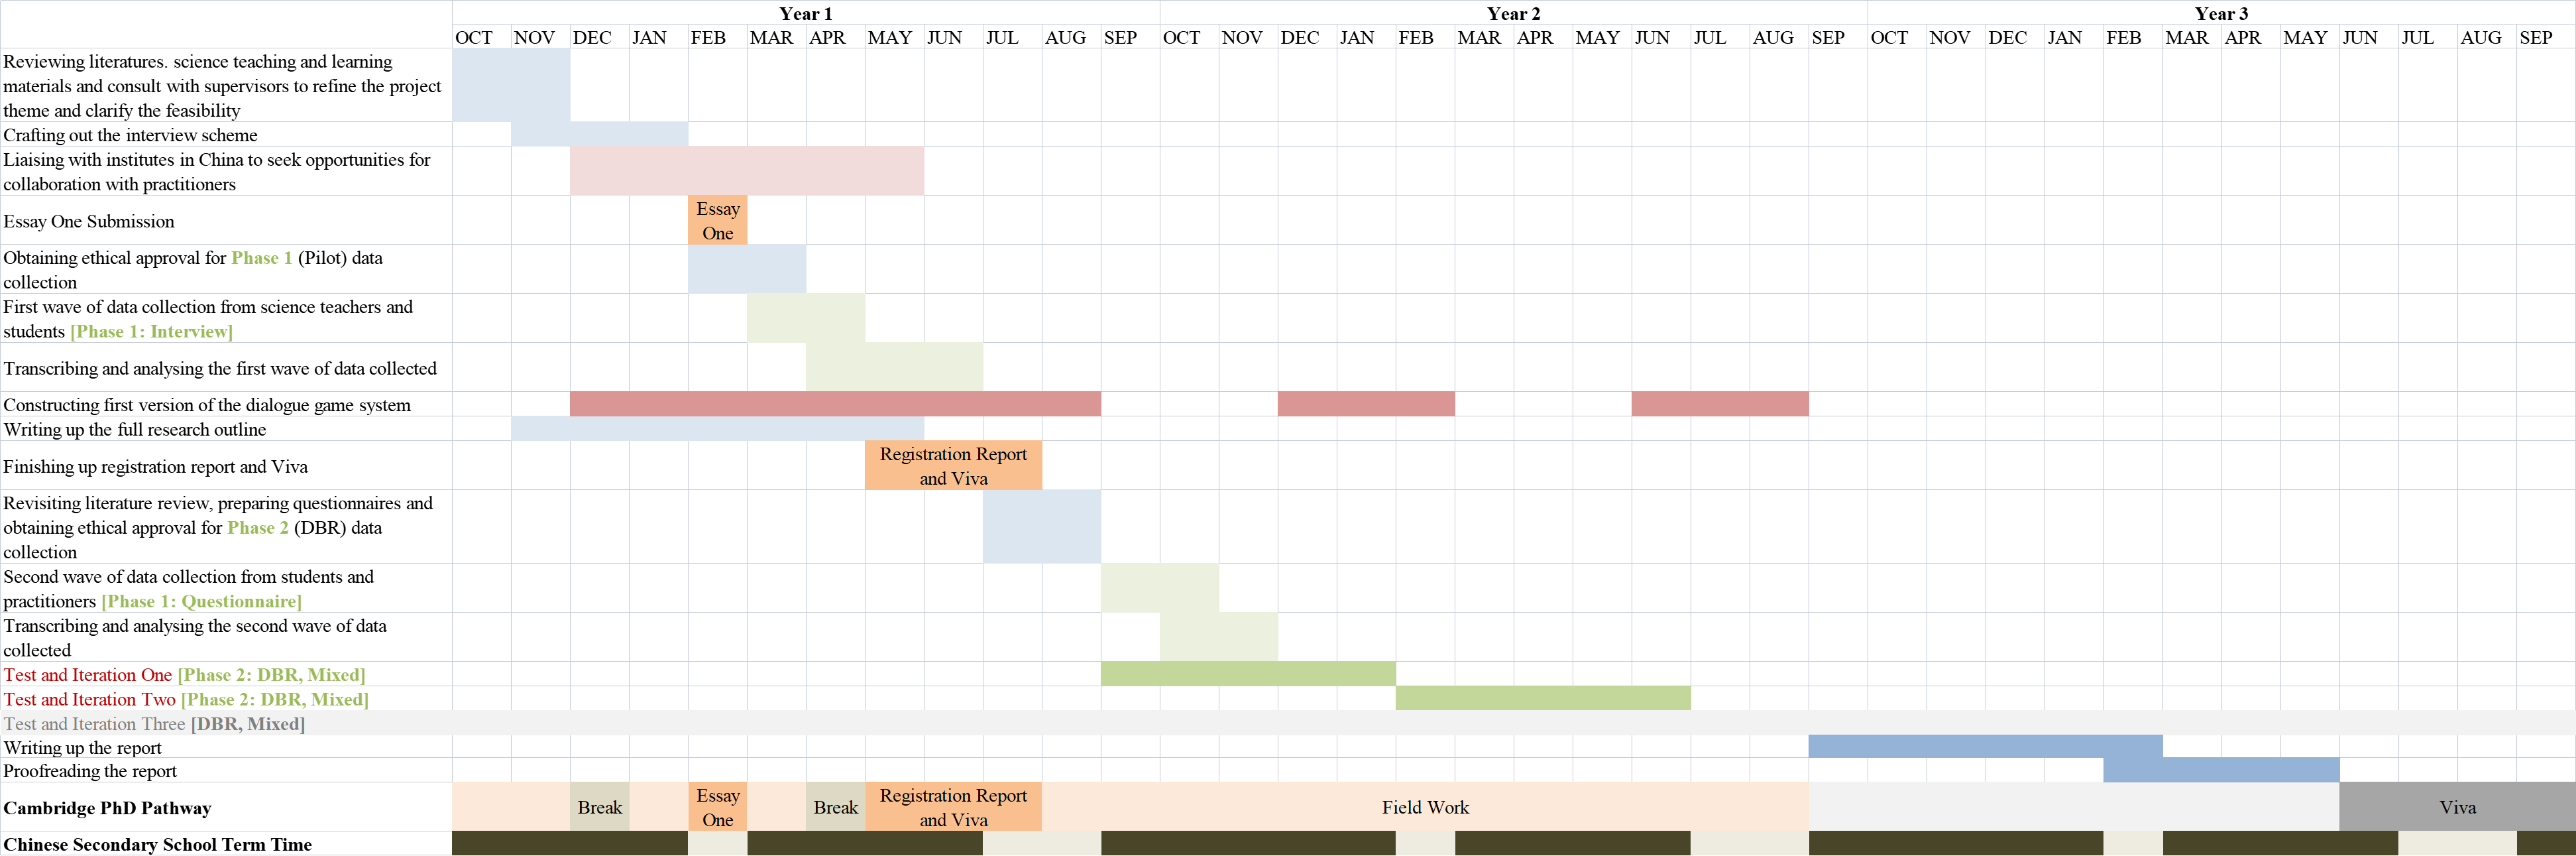 Year 1 Year 2 Year 3
OCT NOV DEC JAN FEB MAR APR MAY JUN JUL AUG SEP OCT NOV DEC JAN FEB MAR APR MAY JUN JUL AUG SEP OCT NOV DEC JAN FEB MAR APR MAY JUN JUL AUG SEP
Reviewing literatures. science teaching and learning
materials and consult with supervisors to refine the project
theme and clarify the feasibility
Crafting out the interview scheme
Liaising with institutes in China to seek opportunities for
collaboration with practitioners
Essay One Submission
Essay
One
Obtaining ethical approval for Phase 1 (Pilot) data
collection
First wave of data collection from science teachers and
students [Phase 1: Interview]
Transcribing and analysing the first wave of data collected
Constructing first version of the dialogue game system
Writing up the full research outline
Finishing up registration report and Viva
Registration Report
and Viva
Revisiting literature review, preparing questionnaires and
obtaining ethical approval for Phase 2 (DBR) data
collection
Second wave of data collection from students and
practitioners [Phase 1: Questionnaire]
Transcribing and analysing the second wave of data
collected
Test and Iteration One [Phase 2: DBR, Mixed]
Test and Iteration Two [Phase 2: DBR, Mixed]
Test and Iteration Three [DBR, Mixed]
Writing up the report
Proofreading the report
Cambridge PhD Pathway
Break
Essay
One
Break
Registration Report
and Viva
Field Work
Viva
Chinese Secondary School Term Time